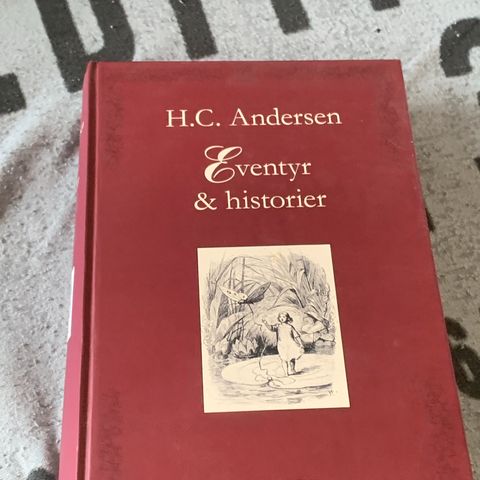 H.C. Andersen
Eventyr
& historier